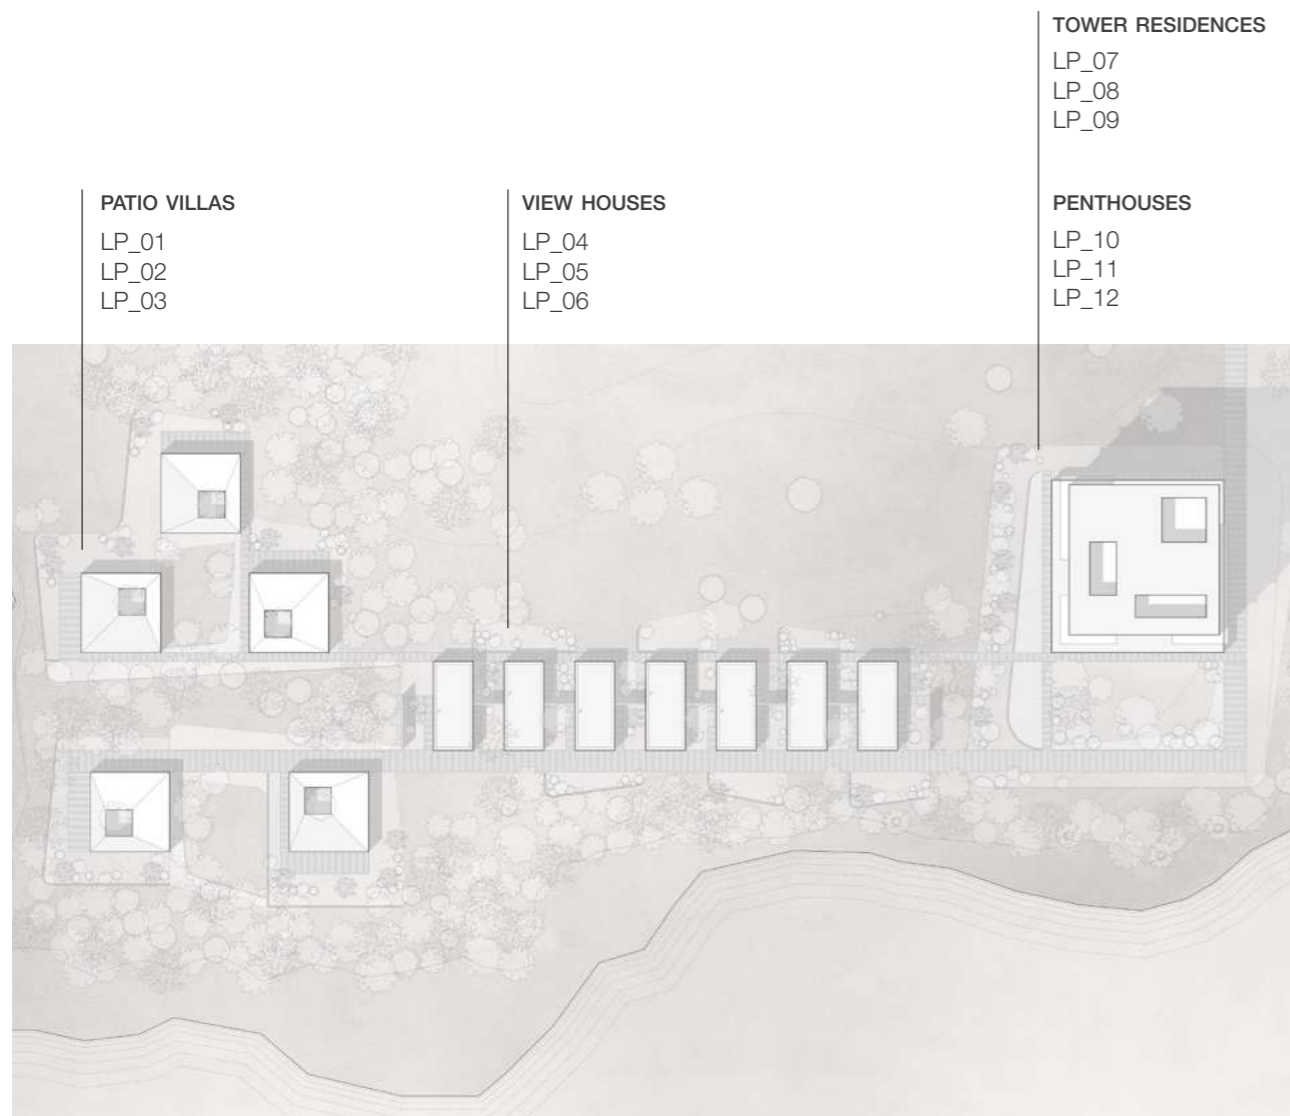 TOWER RESIDENCES
LP_07
LP_08
LP_09
PATIO VILLAS
LP_01
LP_02
LP_03
VIEW HOUSES
LP_04
LP_05
LP_06
PENTHOUSES
LP_10
LP_11
LP_12